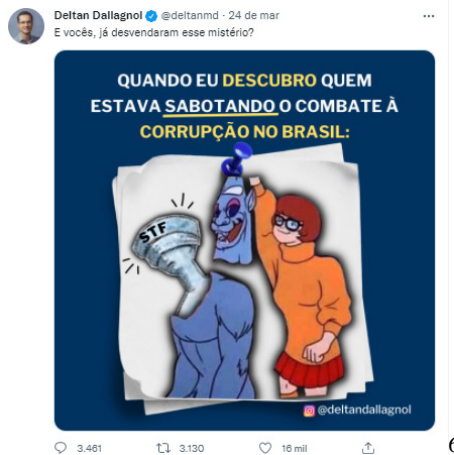 Deltan Dallagnol @deltanmd · 24 de mar
E vocês, já desvendaram esse mistério?
QUANDO EU DESCUBRO QUEM
ESTAVA SABOTANDO O COMBATE À
CORRUPÇÃO NO BRASIL:
STF
@deltandallagnol
3.461 3.130 16 mil